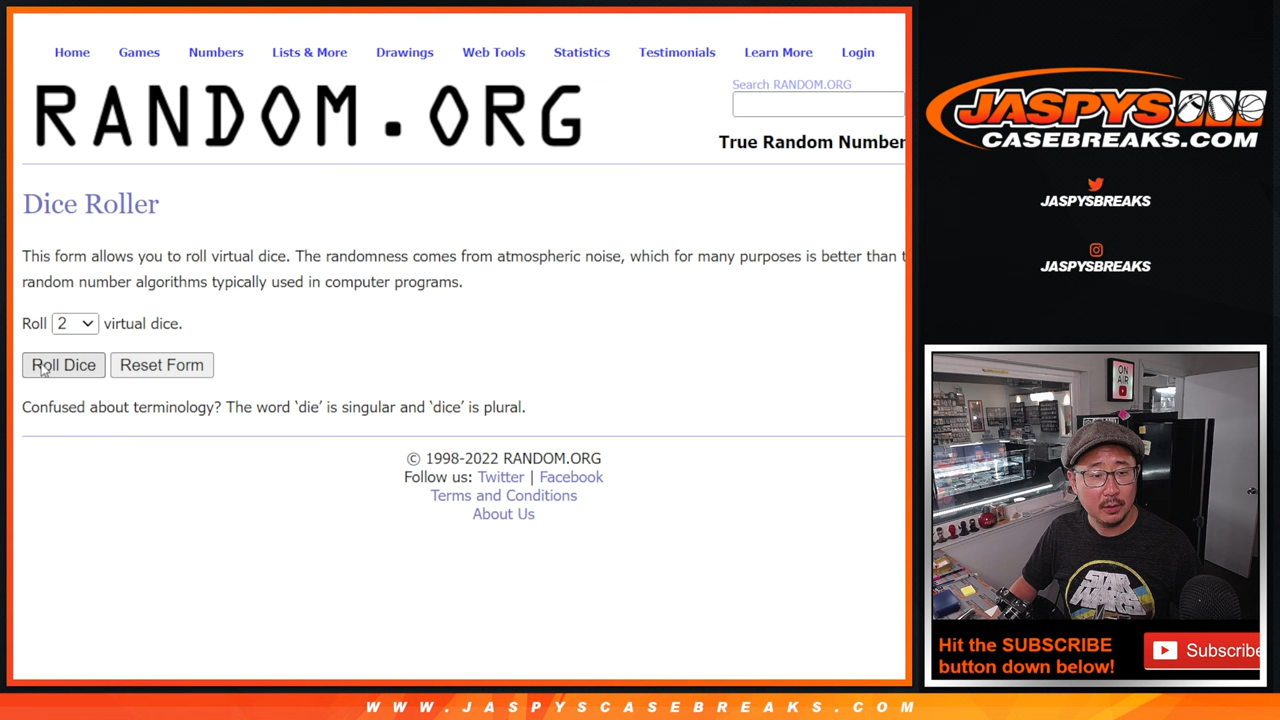 Home Games Numbers Lists & More Drawings Web Tools Statistics Testimonials Learn More Login
RANDOM.ORG
Search RANDOM.ORG
True Random Number
Dice Roller
This form allows you to roll virtual dice. The randomness comes from atmospheric noise, which for many purposes is better than t
random number algorithms typically used in computer programs.
Roll 2 virtual dice.
Roll Dice Reset Form
Confused about terminology? The word ‘die’ is singular and ‘dice’ is plural.
© 1998-2022 RANDOM.ORG
Follow us: Twitter | Facebook
Terms and Conditions
About Us
JASPYS
CASEBREAKS.COM
JASPYSBREAKS
JASPYSBREAKS
ON
AIR
STAR
WARS
Hit the SUBSCRIBE
button down below!
Subscribe
WWW.JASPYSCASEBREAKS.COM